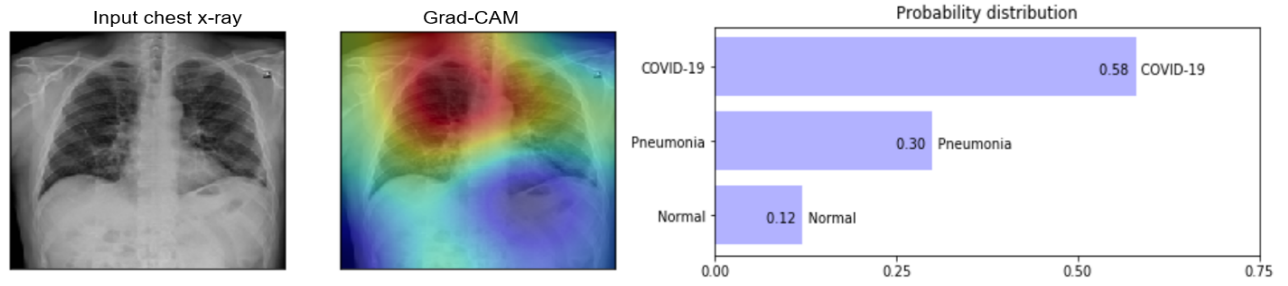 Input chest x-ray
Grad-CAM
Probability distribution
COVID-19
0.58 COVID-19
Pneumonia
0.30 Pneumonia
Normal
0.12 Normal
0.00 0.25 0.50 0.75